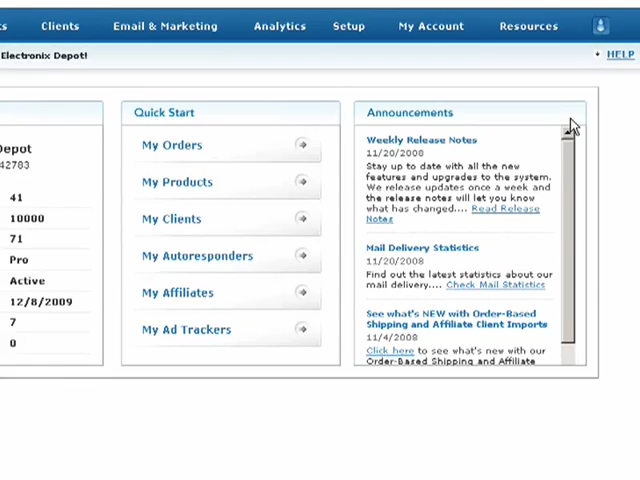 Clients Email & Marketing Analytics Setup My Account Resources
Electronix Depot!
HELP
Depot
42783
41
10000
71
Pro
Active
12/8/2009
7
0
Quick Start
My Orders
My Products
My Clients
My Autoresponders
My Affiliates
My Ad Trackers
Announcements
Weekly Release Notes
11/20/2008
Stay up to date with all the new
features and upgrades to the system.
We release updates once a week and
the release notes will let you know
what has changed.... Read Release
Notes
Mail Delivery Statistics
11/20/2008
Find out the latest statistics about our
mail delivery.... Check Mail Statistics
See what's NEW with Order-Based
Shipping and Affiliate Client Imports
11/4/2008
Click here to see what's new with our
Order-Based Shipping and Affiliate